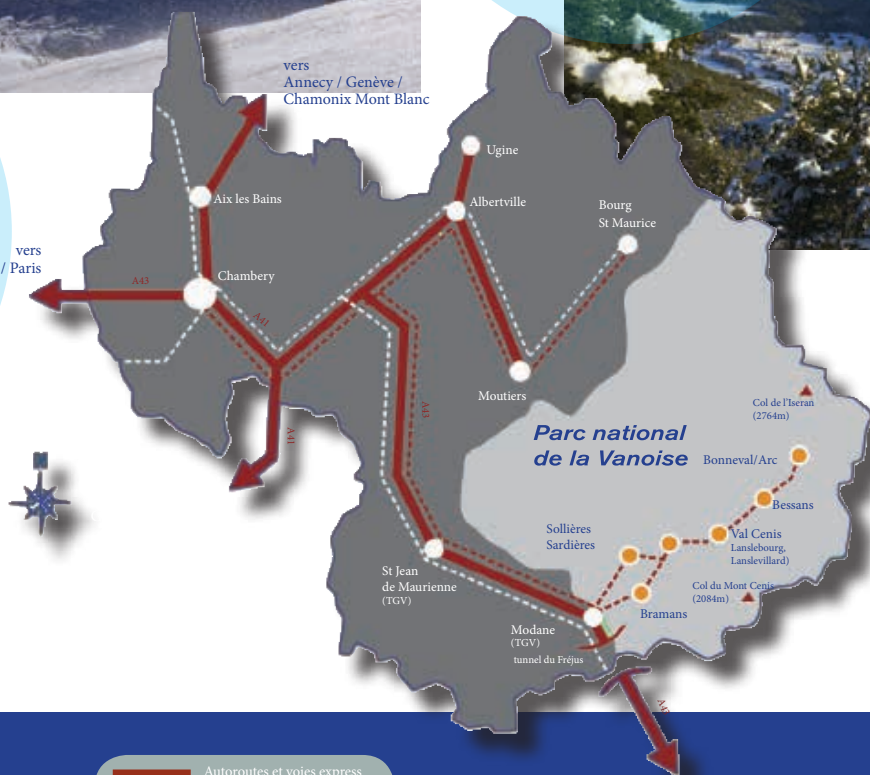 vers
Annecy / Genève /
Chamonix Mont Blanc
Ugine
Aix les Bains
Albertville
Bourg
St Maurice
vers
/ Paris
Chambery
A43
A41
A43
A41
Moutiers
Col de l'Iseran
(2764m)
Parc national
de la Vanoise
Bonneval/Arc
Bessans
Sollières
Sardières
Val Cenis
Lanslebourg,
Lanslevillard)
St Jean
de Maurienne
(TGV)
Col du Mont Cenis
(2084m)
Bramans
Modane
(TGV)
tunnel du Fréjus
N
Autoroutes et voies express